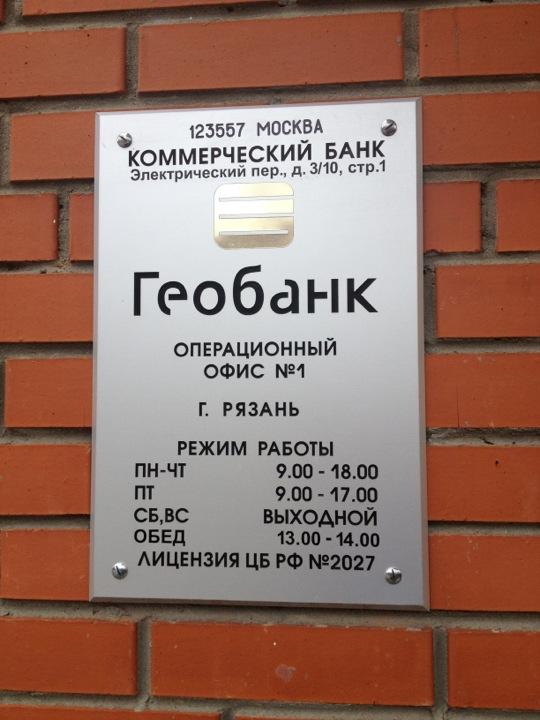 123557 МОСКВА
КОММЕРЧЕСКИЙ БАНК
Электрический пер., д. 3/10, стр.1
Геобанк
ОПЕРАЦИОННЫЙ
ОФИС №1
Г. РЯЗАНЬ
РЕЖИМ РАБОТЫ
ПН-ЧТ 9.00 - 18.00
ПТ 9.00 - 17.00
СБ,ВС ВЫХОДНОЙ
ОБЕД 13.00 - 14.00
ЛИЦЕНЗИЯ ЦБ РФ №2027